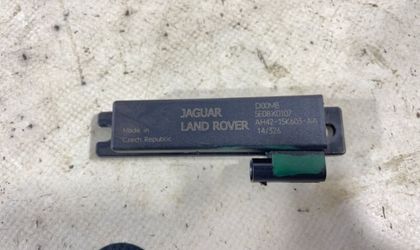 JAGUAR
LAND ROVER
Made in
Czech Republic
AH42-15K603-AA
14/326